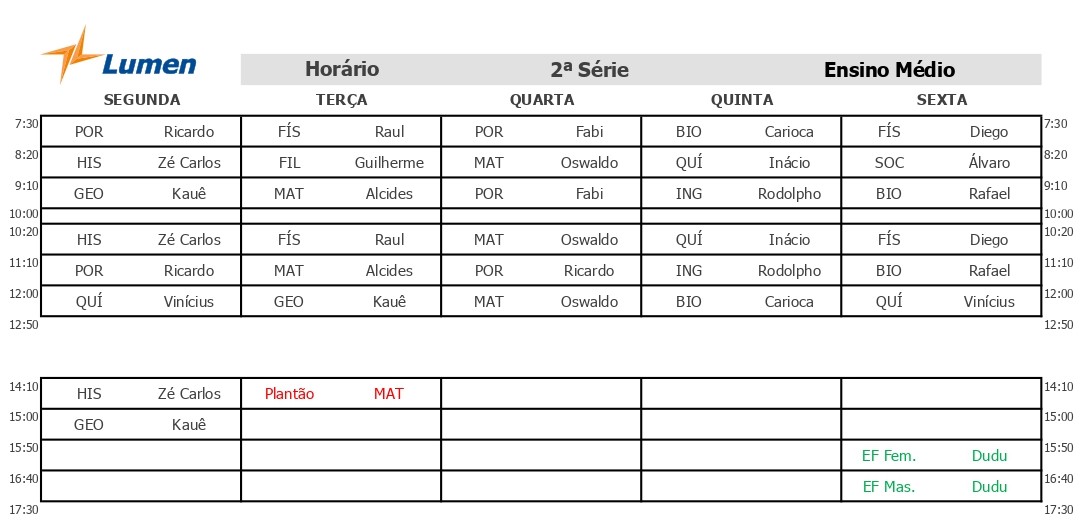 Lumen
Horário 2ª Série Ensino Médio
SEGUNDA TERÇA QUARTA QUINTA SEXTA
7:30 7:30
POR Ricardo FÍS Raul POR Fabi BIO Carioca FÍS Diego
8:20 8:20
HIS Zé Carlos FIL Guilherme MAT Oswaldo QUÍ Inácio SOC Álvaro
9:10 9:10
GEO Kauê MAT Alcides POR Fabi ING Rodolpho BIO Rafael
10:00 10:00
10:20 10:20
HIS Zé Carlos FÍS Raul MAT Oswaldo QUÍ Inácio FÍS Diego
11:10 11:10
POR Ricardo MAT Alcides POR Ricardo ING Rodolpho BIO Rafael
12:00 12:00
QUÍ Vinícius GEO Kauê MAT Oswaldo BIO Carioca QUÍ Vinícius
12:50 12:50
14:10 14:10
HIS Zé Carlos Plantão MAT
15:00 15:00
GEO Kauê
15:50 15:50
EF Fem. Dudu
16:40 16:40
EF Mas. Dudu
17:30 17:30